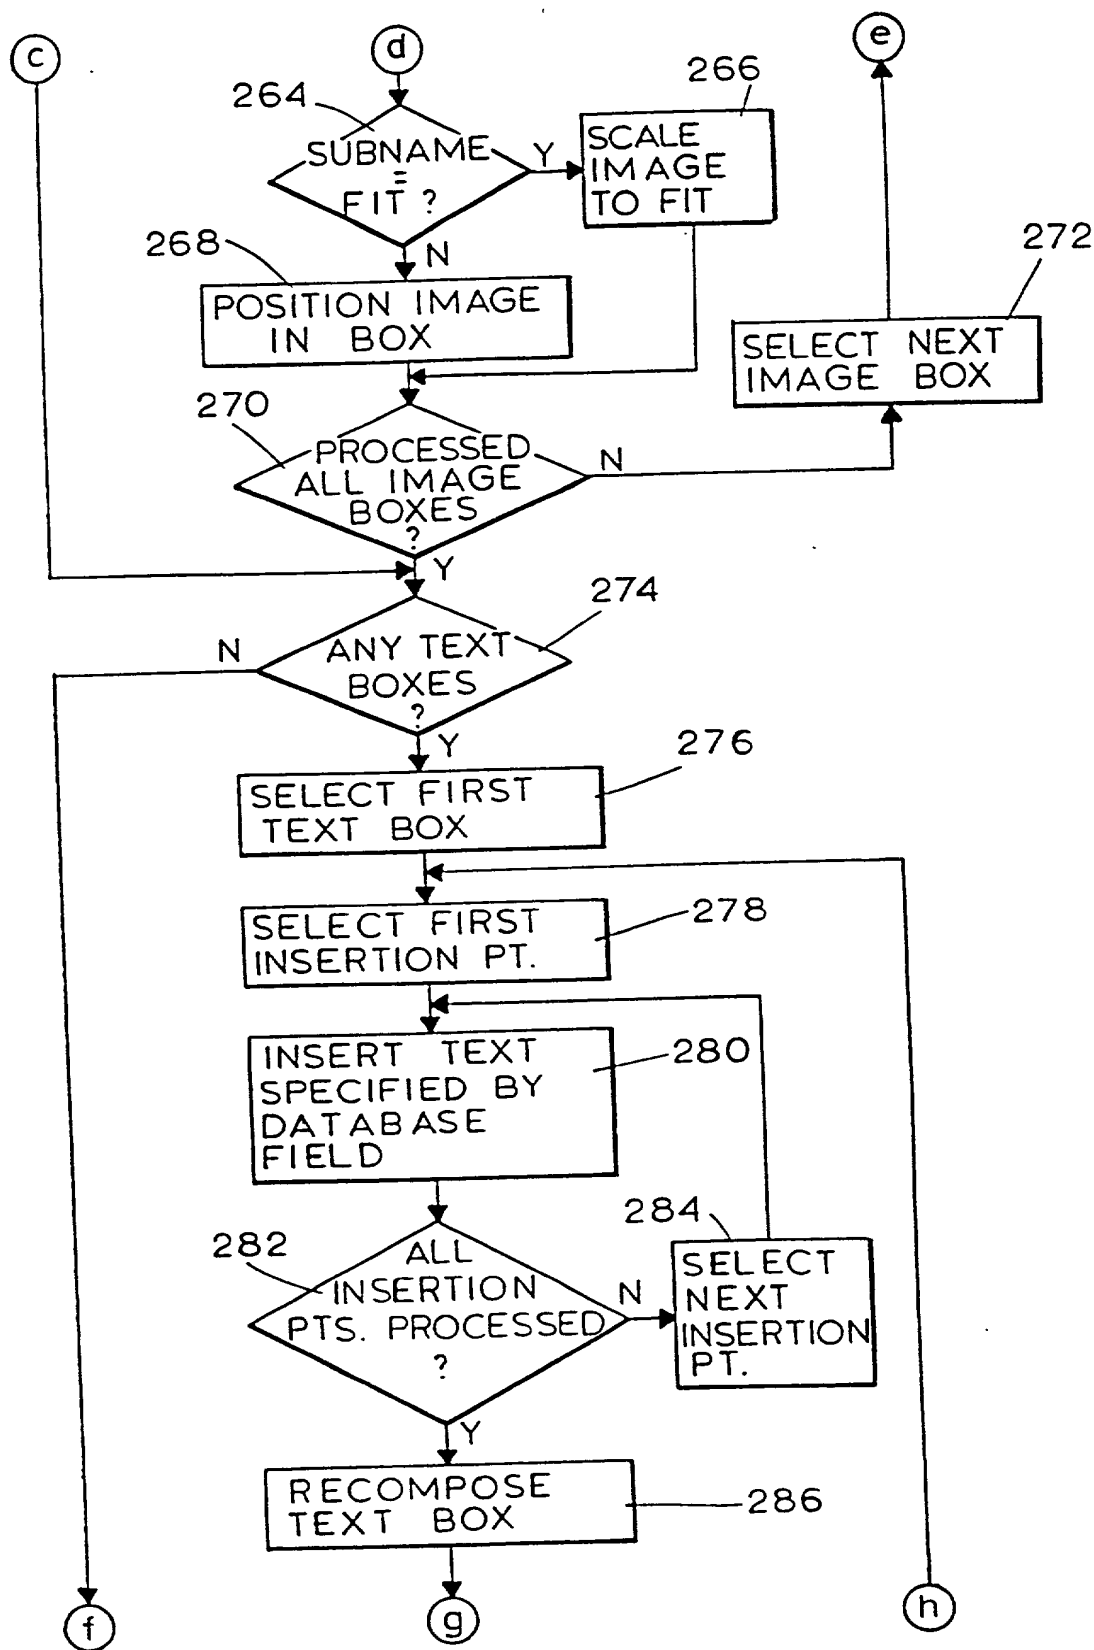 c
d
e
264
266
SUBNAME
=
FIT ?
Y
SCALE
IMAGE
TO FIT
N
268
272
POSITION IMAGE
IN BOX
SELECT NEXT
IMAGE BOX
270
PROCESSED
ALL IMAGE
BOXES
?
N
Y
274
N
ANY TEXT
BOXES
?
Y
276
SELECT FIRST
TEXT BOX
278
SELECT FIRST
INSERTION PT.
280
INSERT TEXT
SPECIFIED BY
DATABASE
FIELD
282
284
ALL
INSERTION
PTS. PROCESSED
?
N
SELECT
NEXT
INSERTION
PT.
Y
RECOMPOSE
TEXT BOX
286
f
g
h